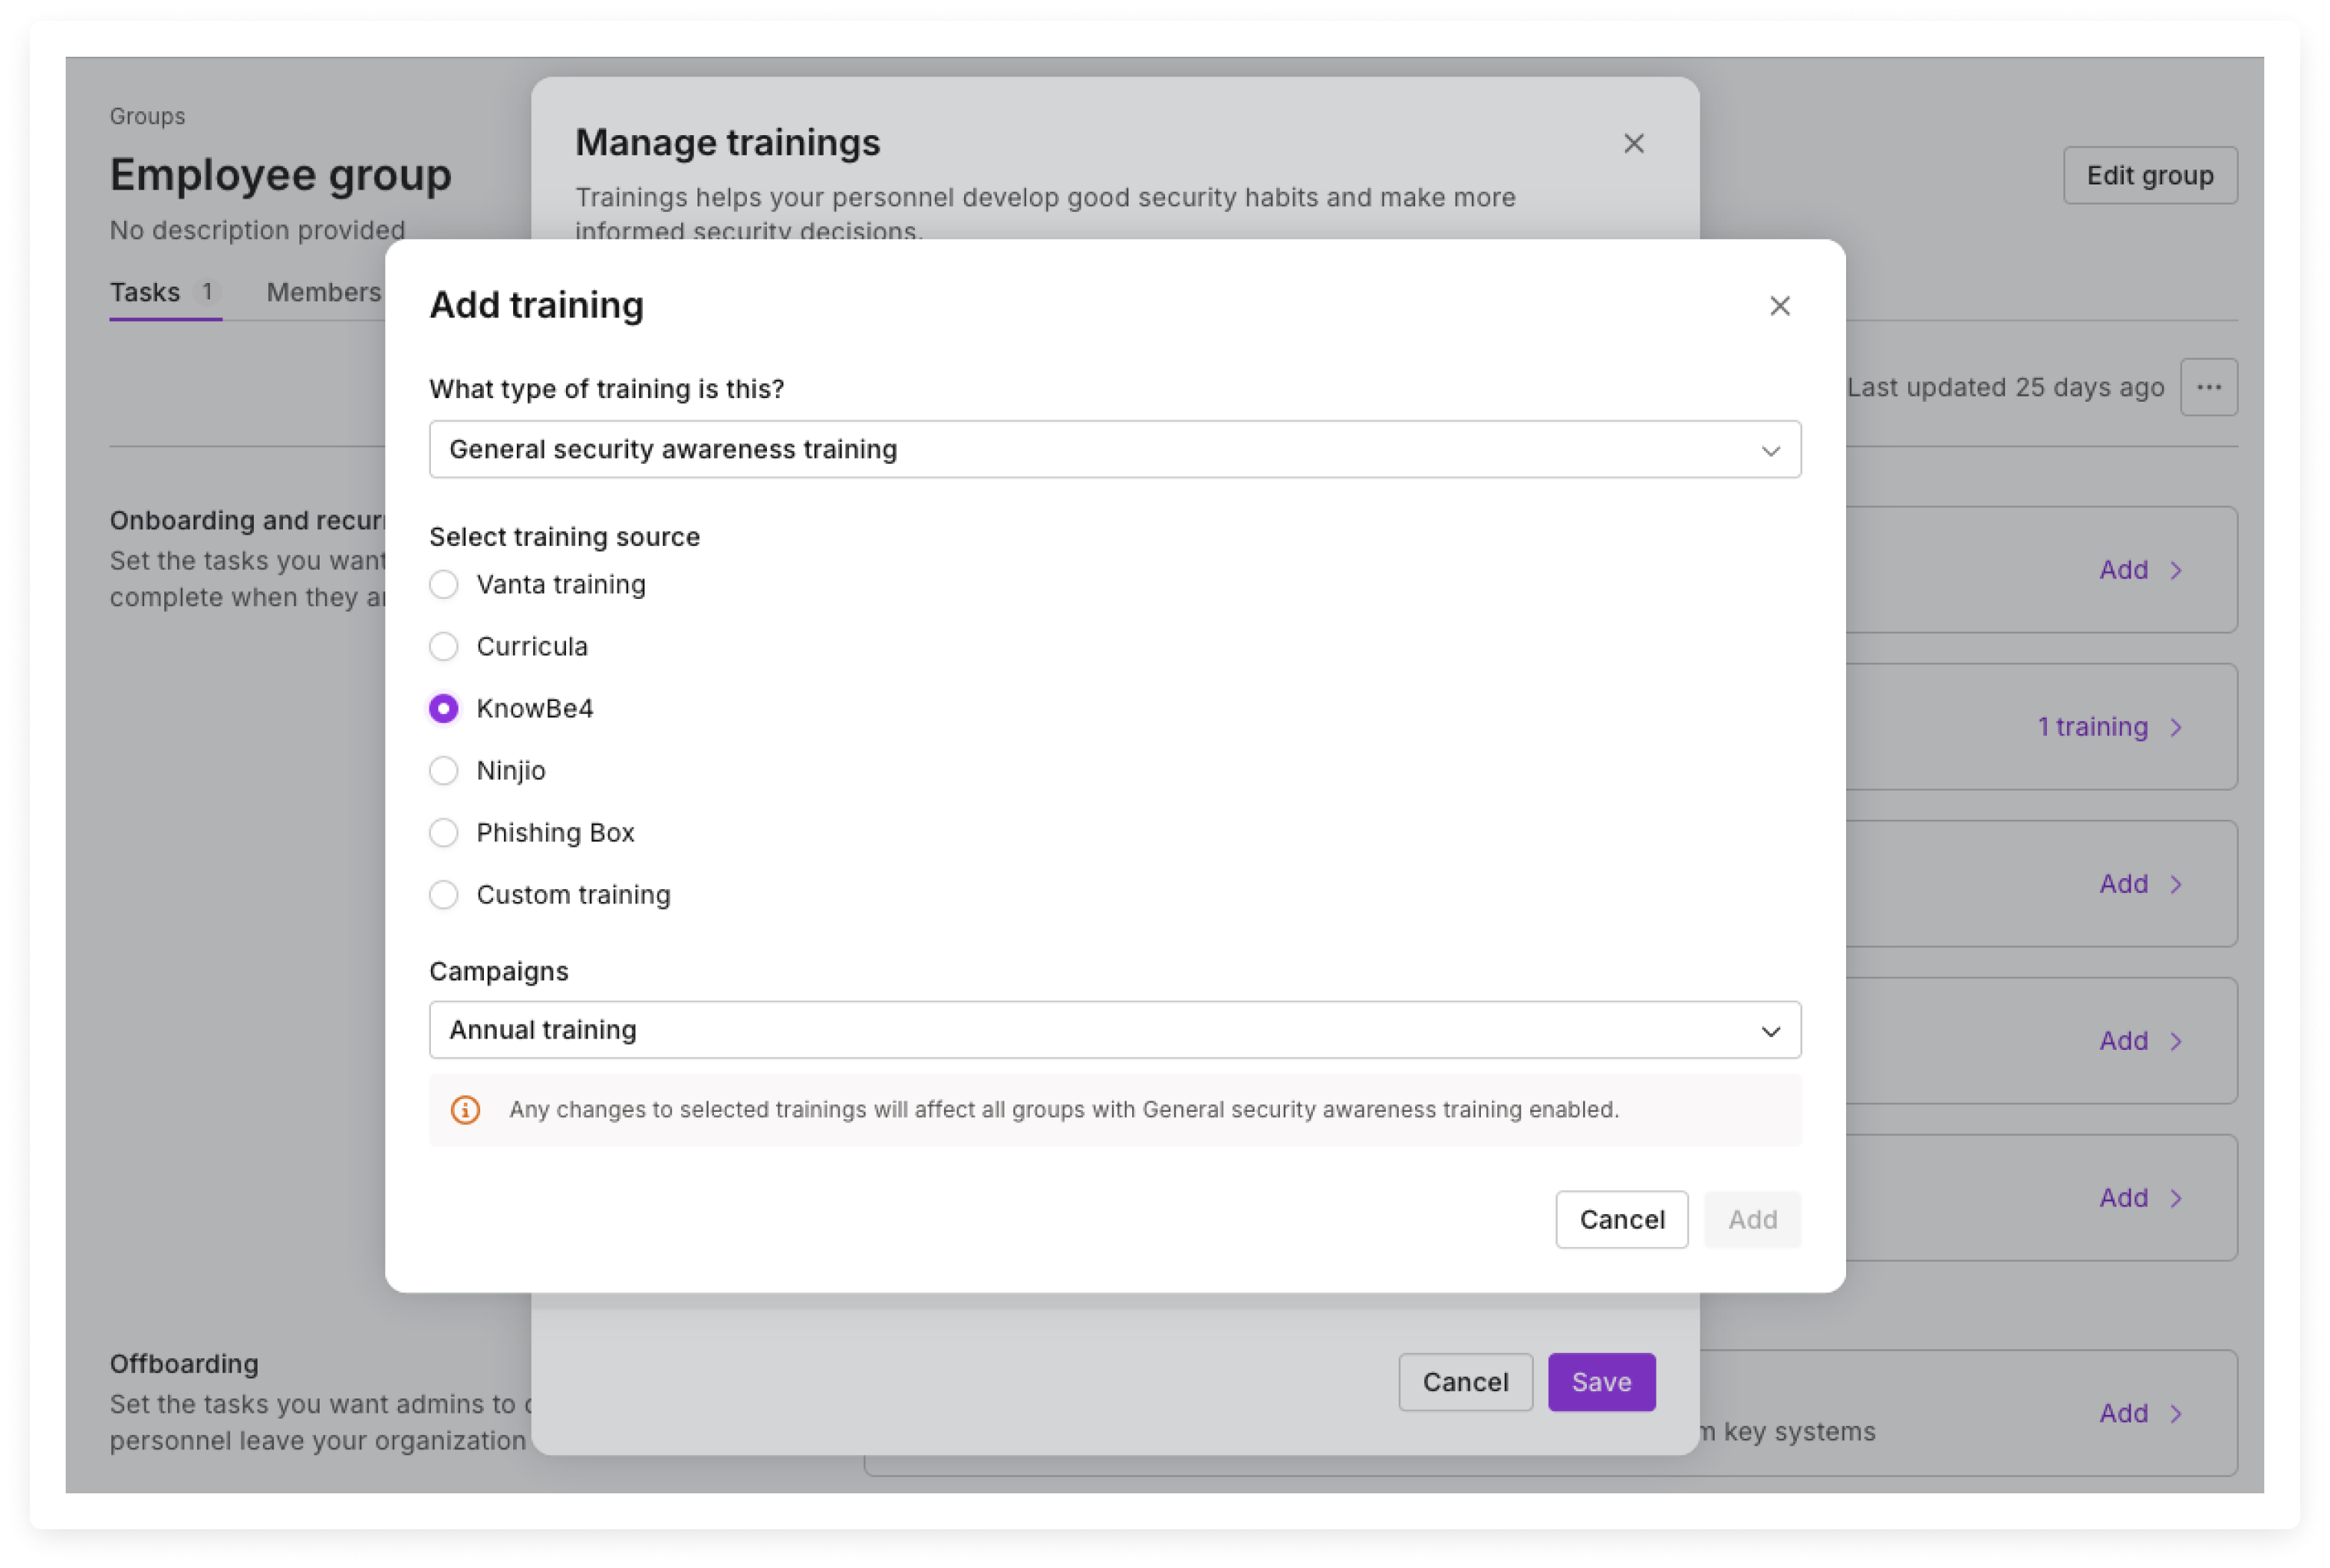 Groups
Employee group
No description provided
Tasks 1 Members
Edit group
Last updated 25 days ago
Manage trainings
Trainings helps your personnel develop good security habits and make more
informed security decisions.
Add training
What type of training is this?
General security awareness training
Select training source
Vanta training
Curricula
KnowBe4
Ninjio
Phishing Box
Custom training
Campaigns
Annual training
Any changes to selected trainings will affect all groups with General security awareness training enabled.
Cancel Add
Cancel Save
Onboarding and
Set the tasks you want
complete when they
Add
1 training
Add
Add
Add
Offboarding
Set the tasks you want admins to
personnel leave your organization
key systems
Add